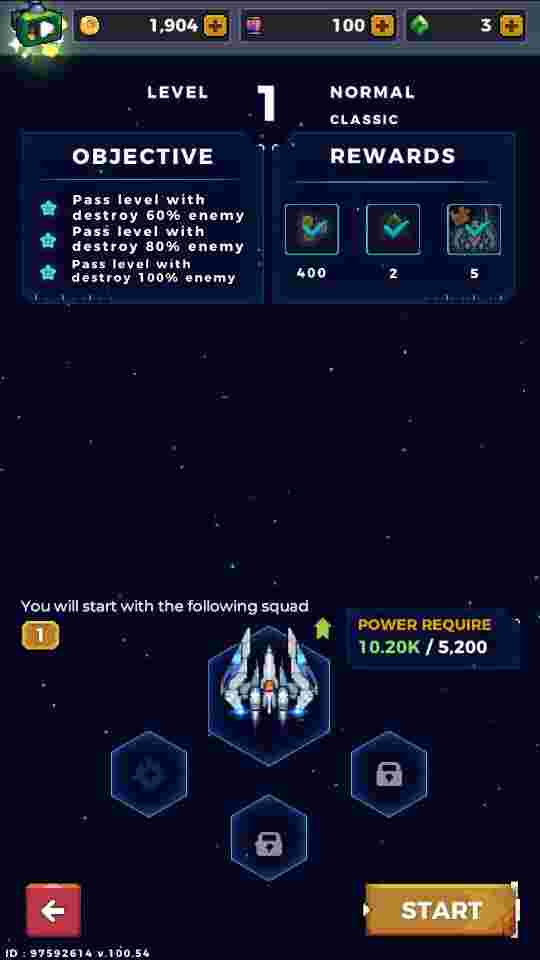 1,904
100
3
LEVEL 1 NORMAL
CLASSIC
OBJECTIVE
Pass level with
destroy 60% enemy
Pass level with
destroy 80% enemy
Pass level with
destroy 100% enemy
REWARDS
400
2
5
You will start with the following squad
1
POWER REQUIRE
10.20K / 5,200
START
ID : 97592614 v.100.54